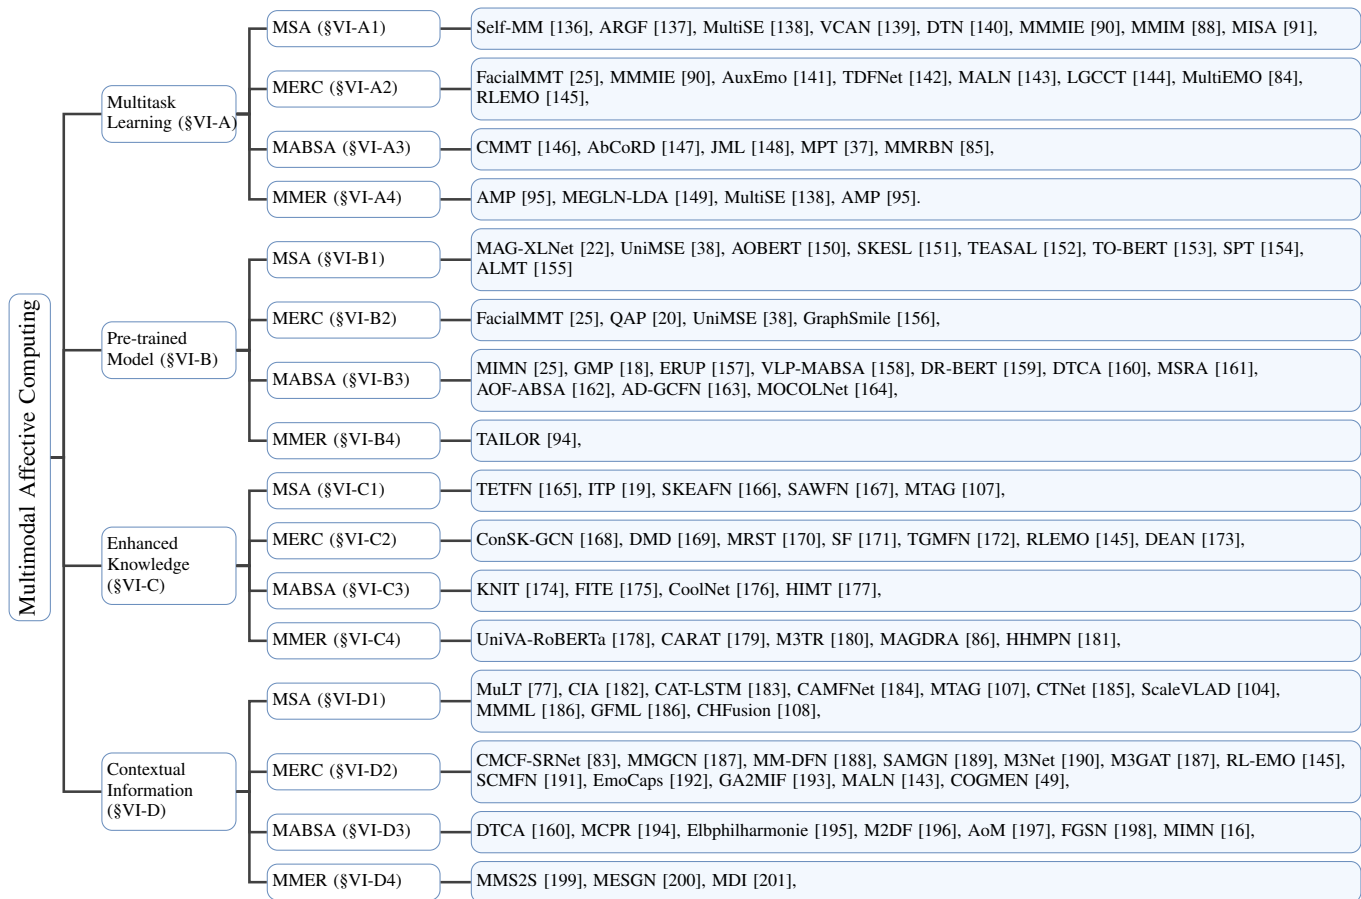 Multimodal Affective Computing
Multitask
Learning (§VI-A)
MSA (§VI-A1)
Self-MM [136], ARGF [137], MultiSE [138], VCAN [139], DTN [140], MMMIE [90], MMIM [88], MISA [91],
MERC (§VI-A2)
FacialMMT [25], MMMIE [90], AuxEmo [141], TDFNet [142], MALN [143], LGCCT [144], MultiEMO [84],
RLEMO [145],
MABSA (§VI-A3)
CMMT [146], AbCoRD [147], JML [148], MPT [37], MMRBN [85],
MMER (§VI-A4)
AMP [95], MEGLN-LDA [149], MultiSE [138], AMP [95].
Pre-trained
Model (§VI-B)
MSA (§VI-B1)
MAG-XLNet [22], UniMSE [38], AOBERT [150], SKESL [151], TEASAL [152], TO-BERT [153], SPT [154],
ALMT [155]
MERC (§VI-B2)
FacialMMT [25], QAP [20], UniMSE [38], GraphSmile [156],
MABSA (§VI-B3)
MIMN [25], GMP [18], ERUP [157], VLP-MABSA [158], DR-BERT [159], DTCA [160], MSRA [161],
AOF-ABSA [162], AD-GCFN [163], MOCOLNet [164],
MMER (§VI-B4)
TAILOR [94],
Enhanced
Knowledge
(§VI-C)
MSA (§VI-C1)
TETFN [165], ITP [19], SKEAFN [166], SAWFN [167], MTAG [107],
MERC (§VI-C2)
ConSK-GCN [168], DMD [169], MRST [170], SF [171], TGMFN [172], RLEMO [145], DEAN [173],
MABSA (§VI-C3)
KNIT [174], FITE [175], CoolNet [176], HIMT [177],
MMER (§VI-C4)
UniVA-RoBERTa [178], CARAT [179], M3TR [180], MAGDRA [86], HHMPN [181],
Contextual
Information
(§VI-D)
MSA (§VI-D1)
MuLT [77], CIA [182], CAT-LSTM [183], CAMFNet [184], MTAG [107], CTNet [185], ScaleVLAD [104],
MMML [186], GFML [186], CHFusion [108],
MERC (§VI-D2)
CMCF-SRNet [83], MMGCN [187], MM-DFN [188], SAMGN [189], M3Net [190], M3GAT [187], RL-EMO [145],
SCMFN [191], EmoCaps [192], GA2MIF [193], MALN [143], COGMEN [49],
MABSA (§VI-D3)
DTCA [160], MCPR [194], Elbphilharmonie [195], M2DF [196], AoM [197], FGSN [198], MIMN [16],
MMER (§VI-D4)
MMS2S [199], MESGN [200], MDI [201],